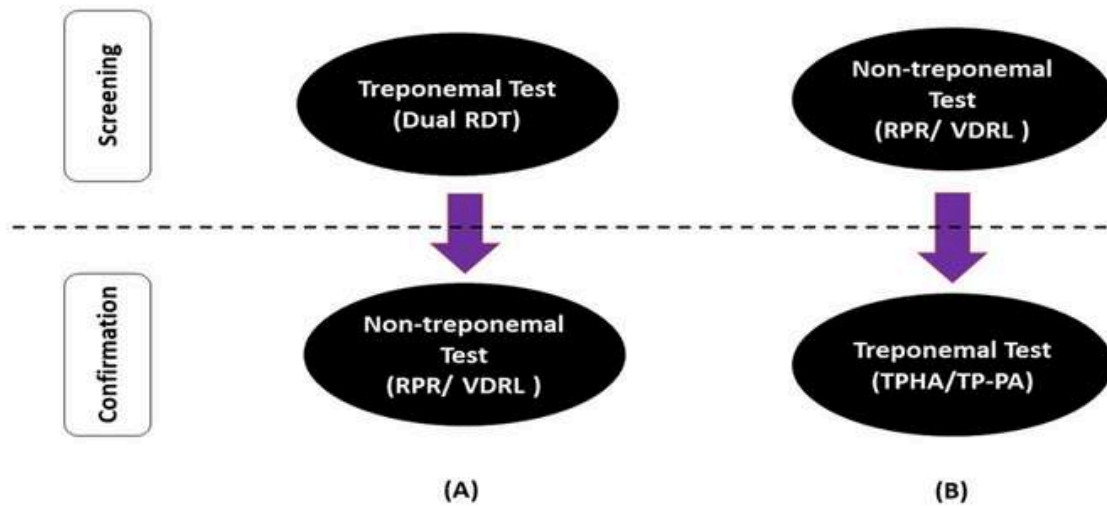 Screening
Treponemal Test
(Dual RDT)
Non-treponemal
Test
(RPR/ VDRL )
Confirmation
Non-treponemal
Test
(RPR/ VDRL )
Treponemal Test
(TPHA/TP-PA)
(A)
(B)